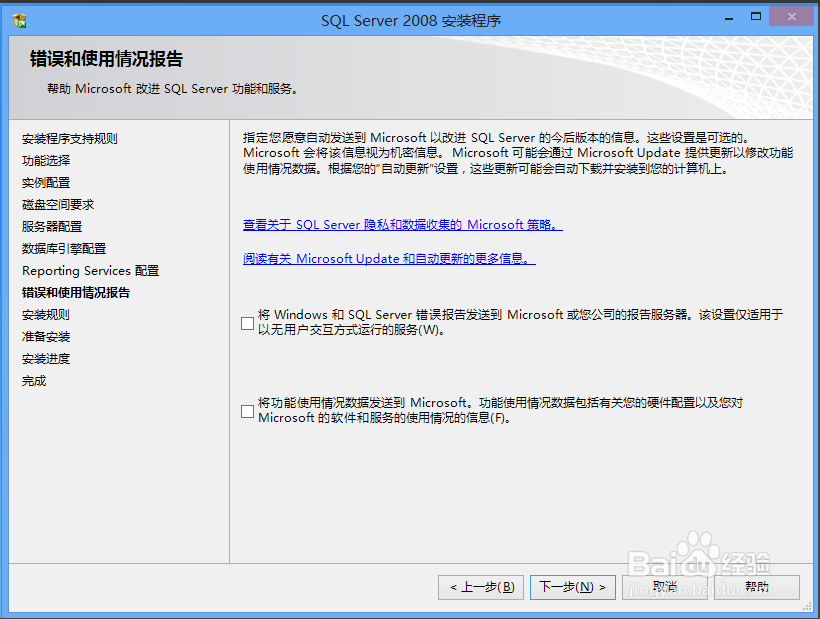 SQL Server 2008 安装程序
错误和使用情况报告
帮助 Microsoft 改进 SQL Server 功能和服务。
安装程序支持规则
功能选择
实例配置
磁盘空间要求
服务器配置
数据库引擎配置
Reporting Services 配置
错误和使用情况报告
安装规则
准备安装
安装进度
完成
指定您愿意自动发送到 Microsoft 以改进 SQL Server 的今后版本的信息。这些设置是可选的。
Microsoft 会将该信息视为机密信息。 Microsoft 可能会通过 Microsoft Update 提供更新以修改功能
使用情况数据。根据您的“自动更新”设置，这些更新可能会自动下载并安装到您的计算机上。
查看关于 SQL Server 隐私和数据收集的 Microsoft 策略。
阅读有关 Microsoft Update 和自动更新的更多信息。
将 Windows 和 SQL Server 错误报告发送到 Microsoft 或您公司的报告服务器。该设置仅适用于
以无用户交互方式运行的服务(W)。
将功能使用情况数据发送到 Microsoft。功能使用情况数据包括有关您的硬件配置以及您对
Microsoft 的软件和服务的使用情况的信息(F)。
< 上一步(B)
下一步(N) >
取消
帮助
Baidu 经验
jingyan.baidu.com